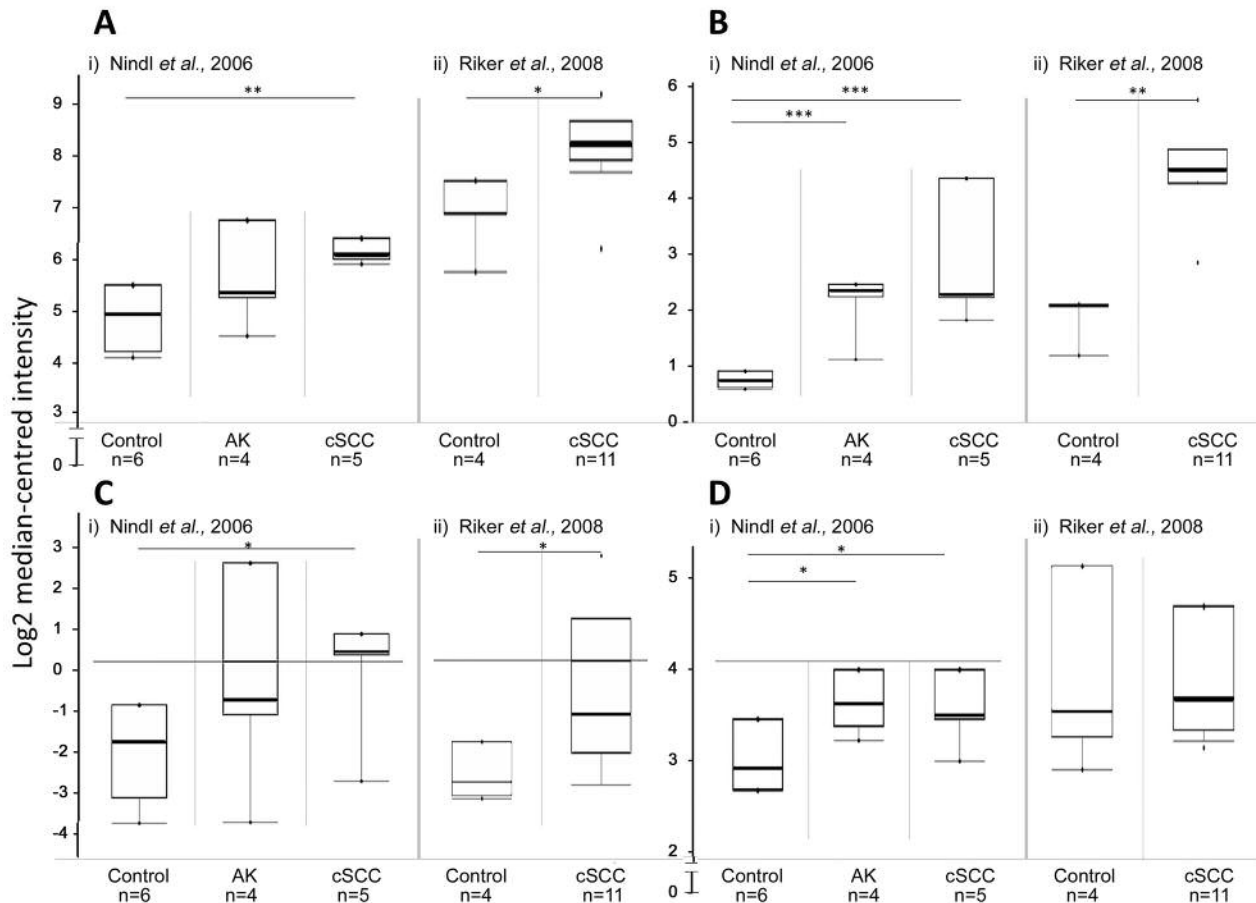 A
i) Nindl et al., 2006
ii) Riker et al., 2008
**
*
9
8
7
6
5
4
3
0
Control
n=6
AK
n=4
cSCC
n=5
Control
n=4
cSCC
n=11
B
i) Nindl et al., 2006
ii) Riker et al., 2008
***
***
**
6
5
4
3
2
1
0
Control
n=6
AK
n=4
cSCC
n=5
Control
n=4
cSCC
n=11
Log2 median-centred intensity
C
i) Nindl et al., 2006
ii) Riker et al., 2008
*
*
3
2
1
0
-1
-2
-3
-4
Control
n=6
AK
n=4
cSCC
n=5
Control
n=4
cSCC
n=11
D
i) Nindl et al., 2006
ii) Riker et al., 2008
*
*
5
4
3
2
0
Control
n=6
AK
n=4
cSCC
n=5
Control
n=4
cSCC
n=11